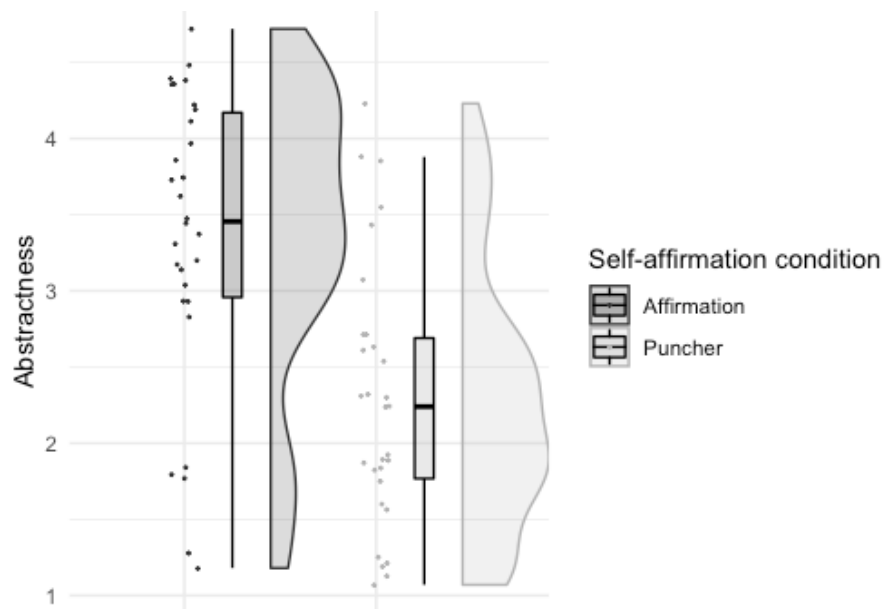 4
3
2
1
Abstractness
Self-affirmation condition
Affirmation
Puncher